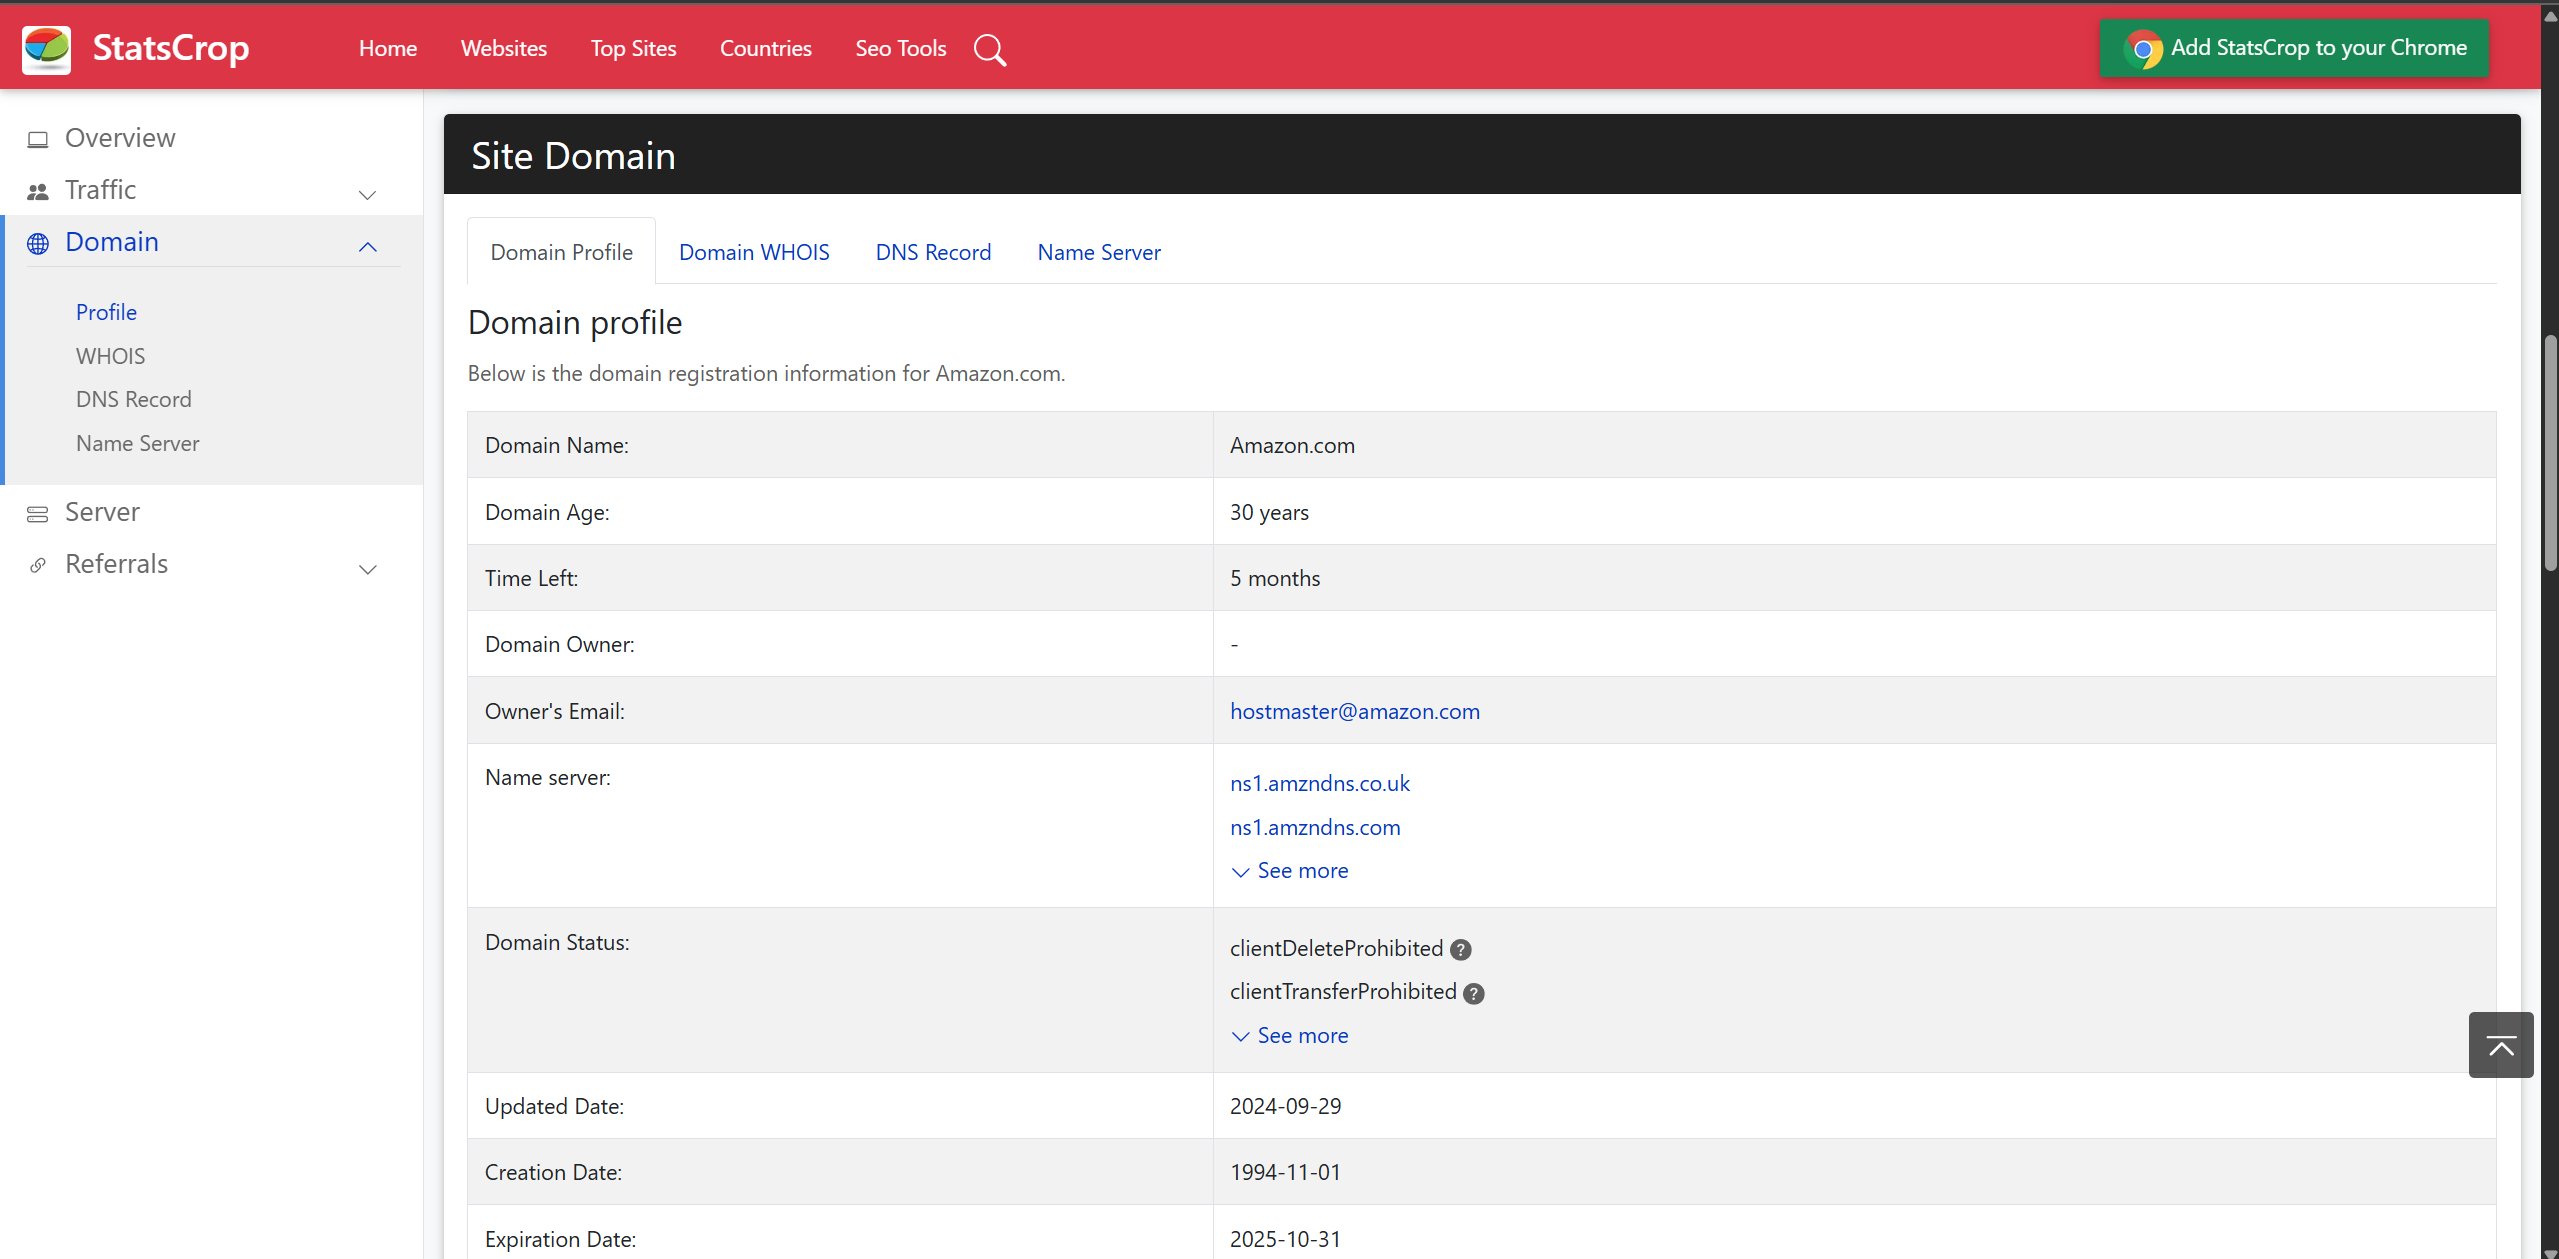 StatsCrop
Home Websites Top Sites Countries Seo Tools
Add StatsCrop to your Chrome
Overview
Traffic
Domain
Profile
WHOIS
DNS Record
Name Server
Server
Referrals
Site Domain
Domain Profile Domain WHOIS DNS Record Name Server
Domain profile
Below is the domain registration information for Amazon.com.
Domain Name: Amazon.com
Domain Age: 30 years
Time Left: 5 months
Domain Owner: -
Owner's Email: hostmaster@amazon.com
Name server: ns1.amzndns.co.uk
ns1.amzndns.com
See more
Domain Status: clientDeleteProhibited ?
clientTransferProhibited ?
See more
Updated Date: 2024-09-29
Creation Date: 1994-11-01
Expiration Date: 2025-10-31